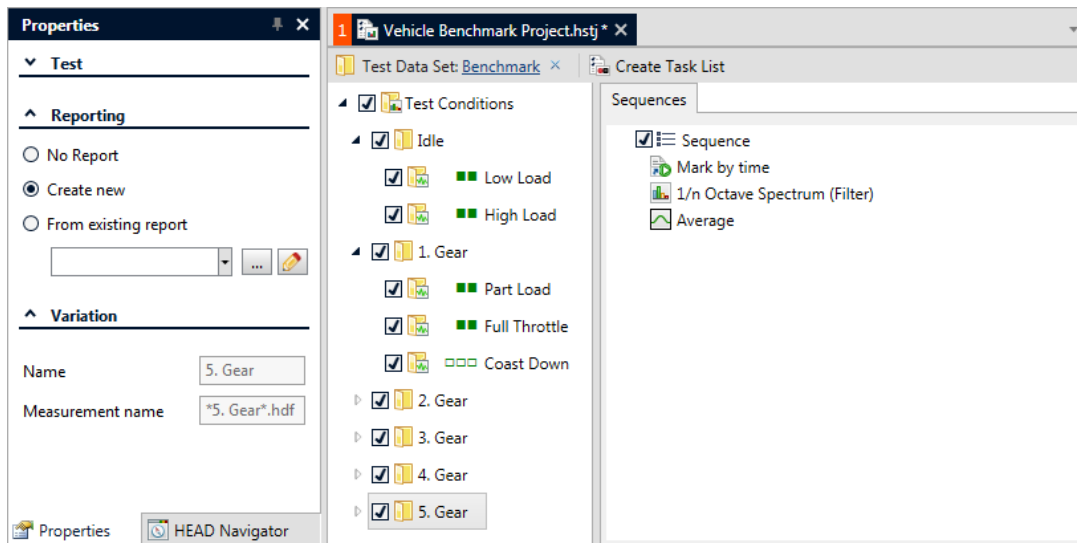 Properties
Test
Reporting
No Report
Create new
From existing report
...
Variation
Name
5. Gear
Measurement name
*5. Gear*.hdf
Properties
HEAD Navigator
1
Vehicle Benchmark Project.hstj *
Test Data Set: Benchmark
Create Task List
Test Conditions
Idle
Low Load
High Load
1. Gear
Part Load
Full Throttle
Coast Down
2. Gear
3. Gear
4. Gear
5. Gear
Sequences
Sequence
Mark by time
1/n Octave Spectrum (Filter)
Average